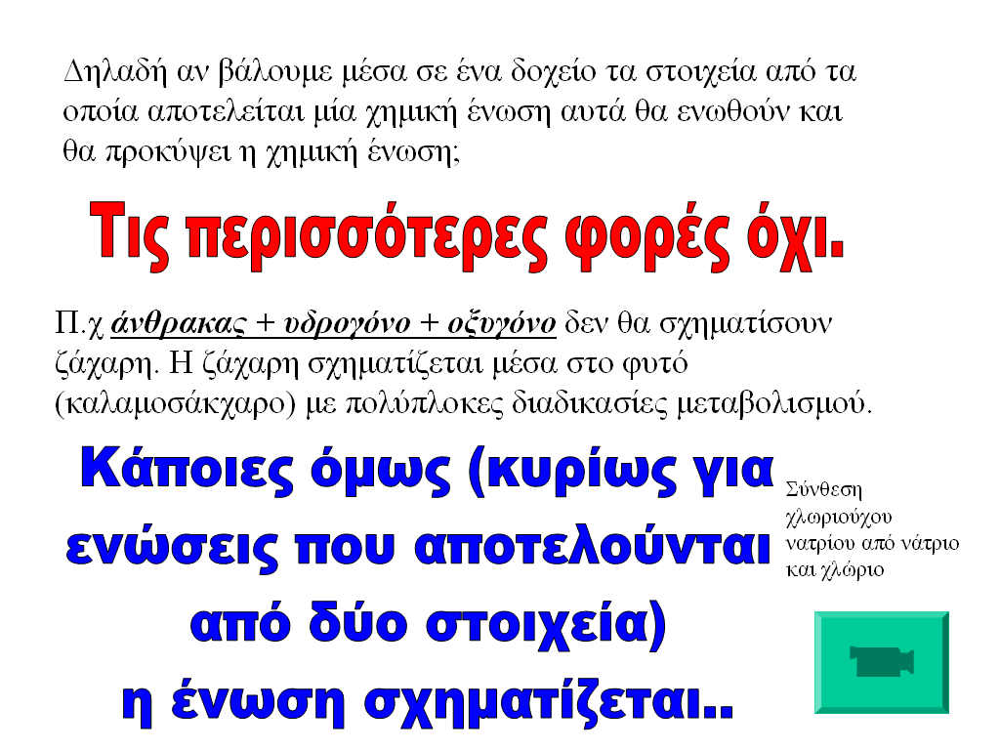 Δηλαδή αν βάλουμε μέσα σε ένα δοχείο τα στοιχεία από τα
οποία αποτελείται μία χημική ένωση αυτά θα ενωθούν και
θα προκύψει η χημική ένωση;
Τις περισσότερες φορές όχι.
Π.χ άνθρακας + υδρογόνο + οξυγόνο δεν θα σχηματίσουν
ζάχαρη. Η ζάχαρη σχηματίζεται μέσα στο φυτό
(καλαμοσάκχαρο) με πολύπλοκες διαδικασίες μεταβολισμού.
Κάποιες όμως (κυρίως για
ενώσεις που αποτελούνται
από δύο στοιχεία)
η ένωση σχηματίζεται..
Σύνθεση
χλωριούχου
νατρίου από νάτριο
και χλώριο